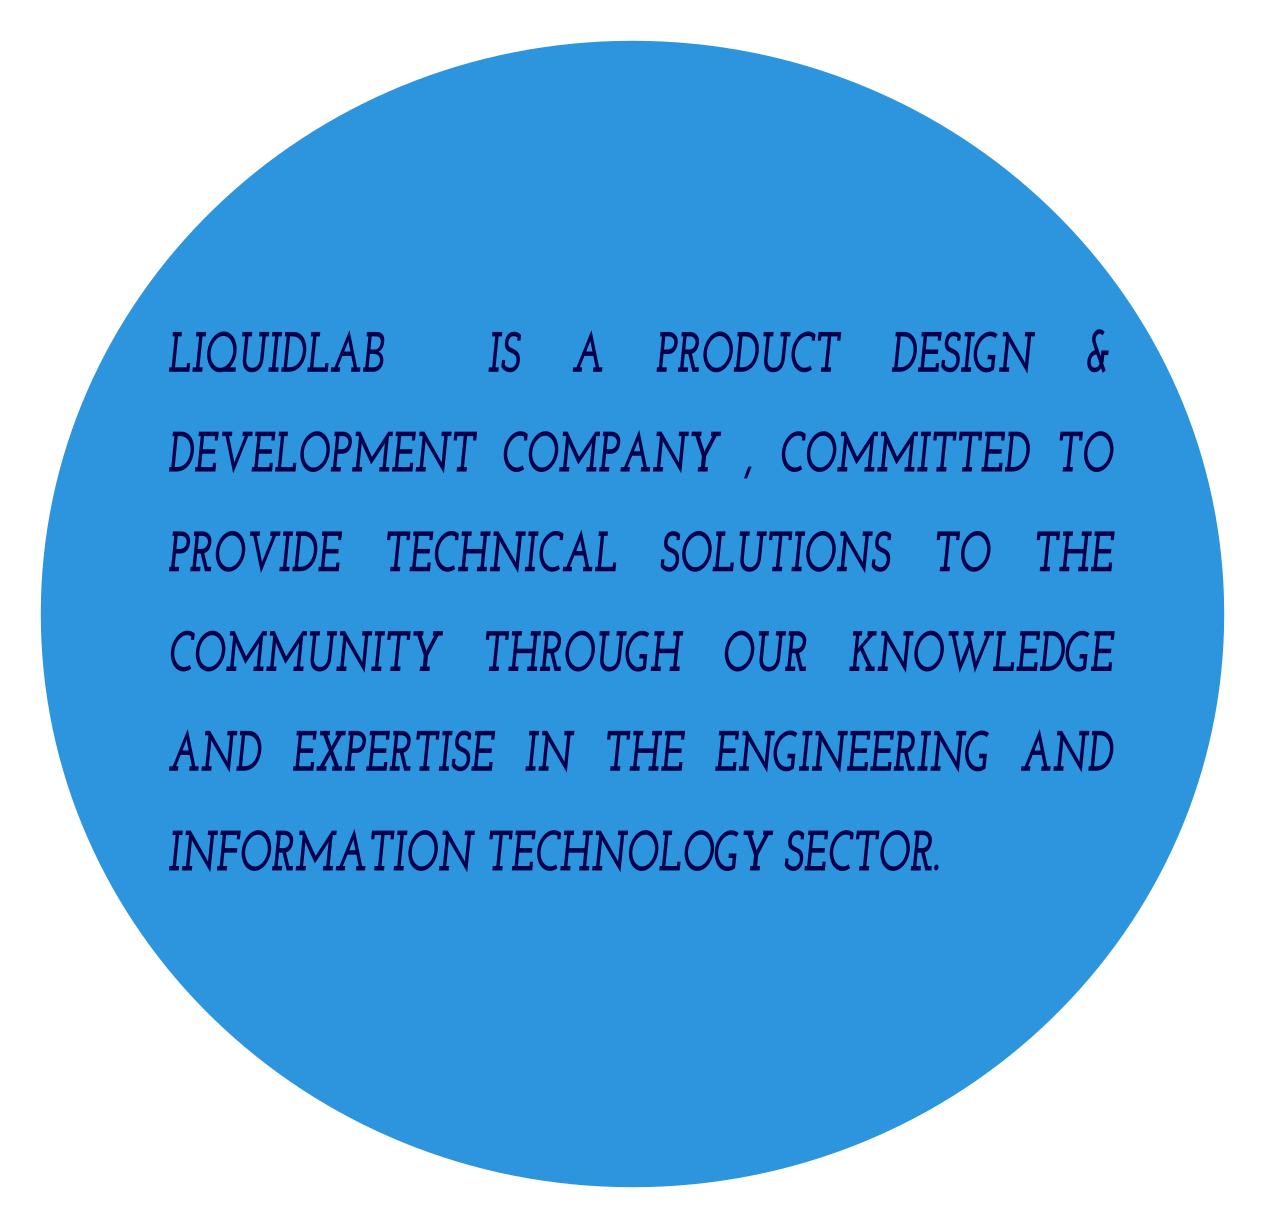 LIQUIDLAB IS A PRODUCT DESIGN &
DEVELOPMENT COMPANY , COMMITTED TO
PROVIDE TECHNICAL SOLUTIONS TO THE
COMMUNITY THROUGH OUR KNOWLEDGE
AND EXPERTISE IN THE ENGINEERING AND
INFORMATION TECHNOLOGY SECTOR.